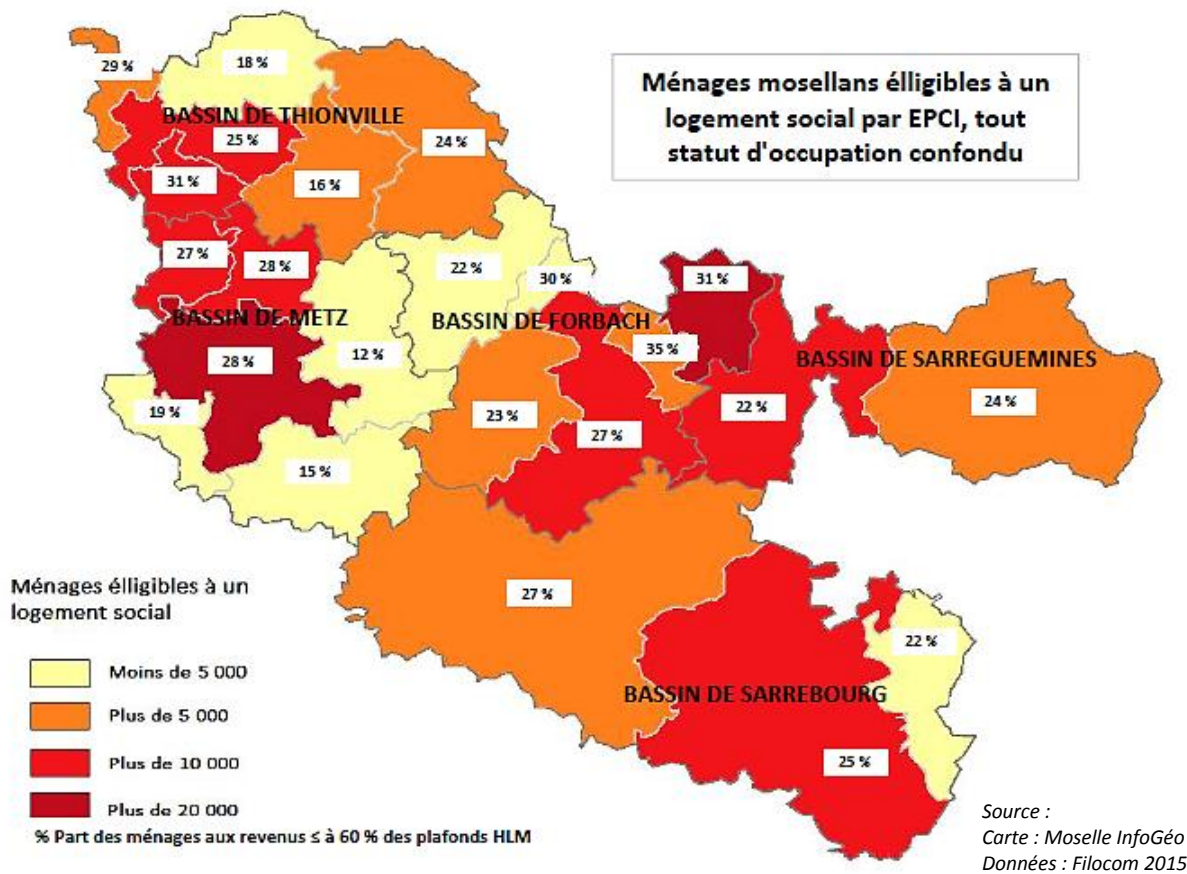 Ménages mosellans élligibles à un
logement social par EPCI, tout
statut d'occupation confondu
29 %
18 %
BASSIN DE THIONVILLE
25 %
24 %
31 %
16 %
27 %
28 %
22 %
30 %
31 %
BASSIN DE METZ
BASSIN DE FORBACH
28 %
12 %
35 %
BASSIN DE SARREGUEMINES
19 %
23 %
22 %
24 %
27 %
15 %
27 %
22 %
BASSIN DE SARREBOURG
25 %
Ménages élligibles à un
logement social
Moins de 5 000
Plus de 5 000
Plus de 10 000
Plus de 20 000
% Part des ménages aux revenus ≤ à 60 % des plafonds HLM
Source :
Carte : Moselle InfoGéo
Données : Filocom 2015